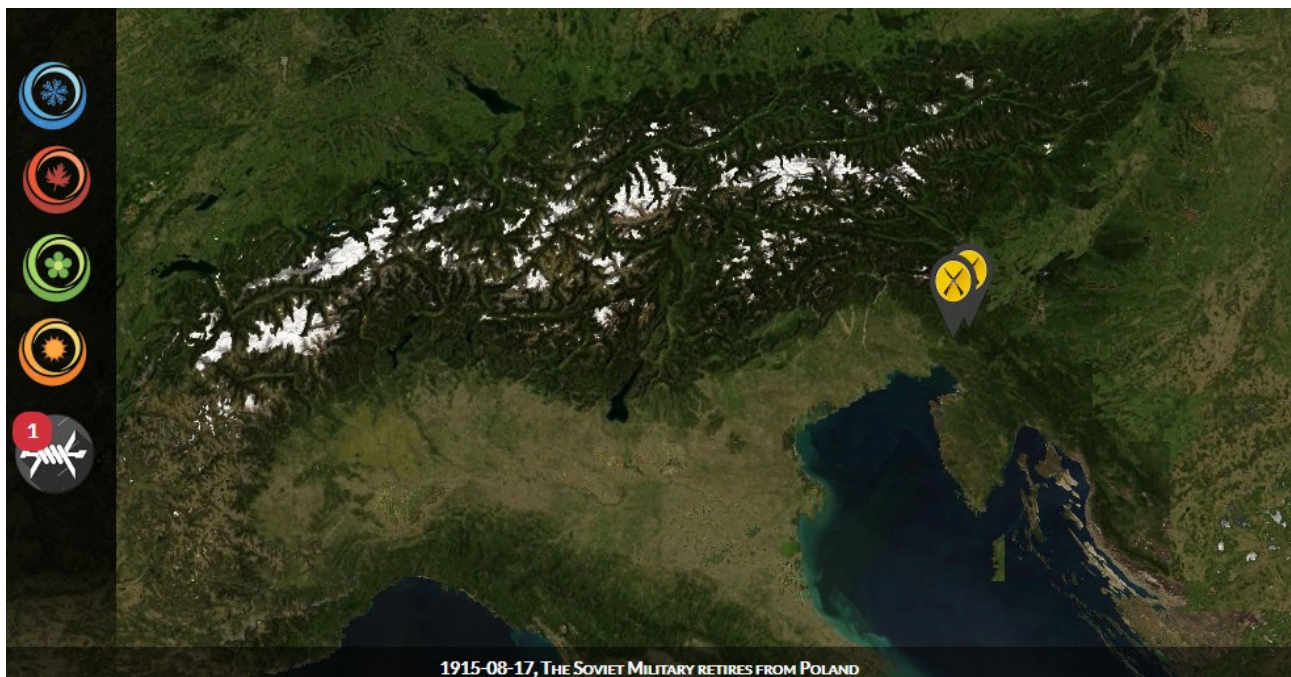 1
1915-08-17, The Soviet Military retires from Poland